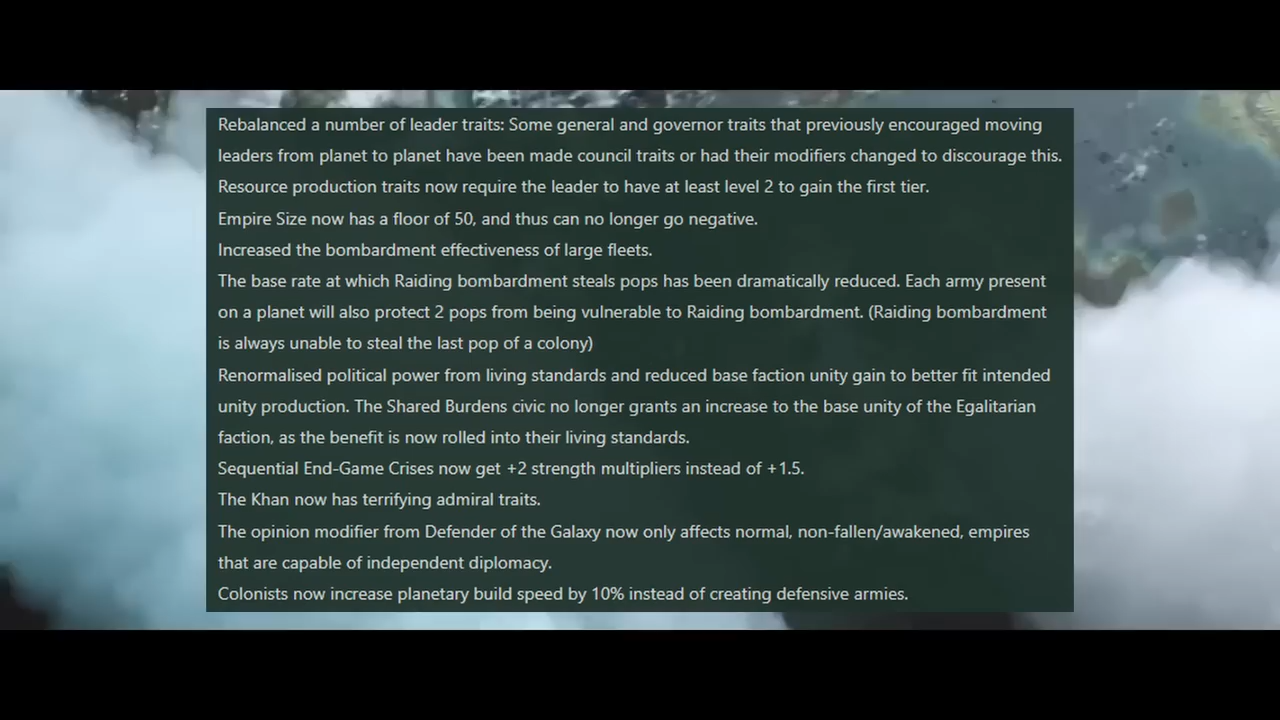 Rebalanced a number of leader traits: Some general and governor traits that previously encouraged moving
leaders from planet to planet have been made council traits or had their modifiers changed to discourage this.
Resource production traits now require the leader to have at least level 2 to gain the first tier.
Empire Size now has a floor of 50, and thus can no longer go negative.
Increased the bombardment effectiveness of large fleets.
The base rate at which Raiding bombardment steals pops has been dramatically reduced. Each army present
on a planet will also protect 2 pops from being vulnerable to Raiding bombardment. (Raiding bombardment
is always unable to steal the last pop of a colony)
Renormalised political power from living standards and reduced base faction unity gain to better fit intended
unity production. The Shared Burdens civic no longer grants an increase to the base unity of the Egalitarian
faction, as the benefit is now rolled into their living standards.
Sequential End-Game Crises now get +2 strength multipliers instead of +1.5.
The Khan now has terrifying admiral traits.
The opinion modifier from Defender of the Galaxy now only affects normal, non-fallen/awakened, empires
that are capable of independent diplomacy.
Colonists now increase planetary build speed by 10% instead of creating defensive armies.